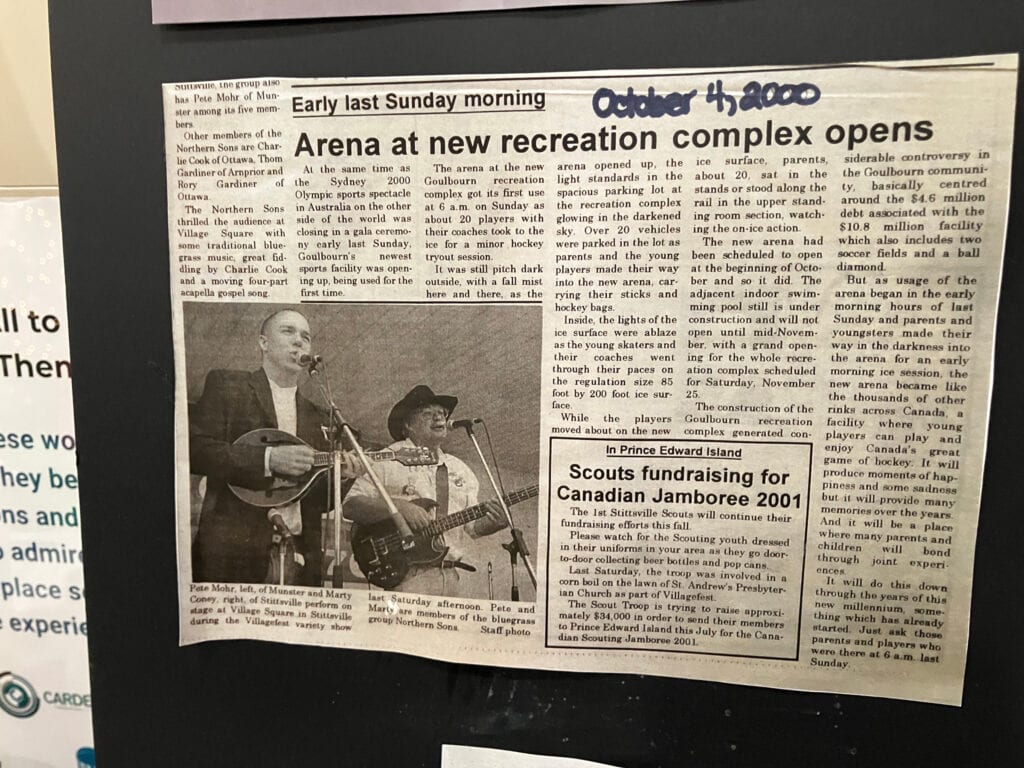 Stittsville, the group also
has Pete Mohr of Mun-
ster among its five mem-
bers.
Other members of the
Northern Sons are Char-
lie Cook of Ottawa, Thom
Gardiner of Arnprior and
Rory Gardiner of
Ottawa.
The Northern Sons
thrilled the audience at
Village Square with
some traditional blue-
grass music, great fid-
dling by Charlie Cook
and a moving four-part
acapella gospel song.
Early last Sunday morning
October 4, 2000
Arena at new recreation complex opens
At the same time as
the Sydney 2000
Olympic sports spectacle
in Australia on the other
side of the world was
closing in a gala ceremo-
ny early last Sunday,
Goulbourn's newest
sports facility was open-
ing up, being used for the
first time.
The arena at the new
Goulbourn recreation
complex got its first use
at 6 a.m. on Sunday as
about 20 players with
their coaches took to the
ice for a minor hockey
tryout session.
It was still pitch dark
outside, with a fall mist
here and there, as the
arena opened up, the
light standards in the
spacious parking lot at
the recreation complex
glowing in the darkened
sky. Over 20 vehicles
were parked in the lot as
parents and the young
players made their way
into the new arena, car-
rying their sticks and
hockey bags.
Inside, the lights of the
ice surface were ablaze
as the young skaters and
their coaches went
through their paces on
the regulation size 85
foot by 200 foot ice sur-
face.
While the players
moved about on the new
ice surface, parents,
about 20, sat in the
stands or stood along the
rail in the upper stand-
ing room section, watch-
ing the on-ice action.
The new arena had
been scheduled to open
at the beginning of Octo-
ber and so it did. The
adjacent indoor swim-
ming pool still is under
construction and will not
open until mid-Novem-
ber, with a grand open-
ing for the whole recre-
ation complex scheduled
for Saturday, November
25.
The construction of the
Goulbourn recreation
complex generated con-
siderable controversy in
the Goulbourn communi-
ty, basically centred
around the $4.6 million
debt associated with the
$10.8 million facility
which also includes two
soccer fields and a ball
diamond.
But as usage of the
arena began in the early
morning hours of last
Sunday and parents and
youngsters made their
way in the darkness into
the arena for an early
morning ice session, the
new arena became like
the thousands of other
rinks across Canada, a
facility where young
players can play and
enjoy Canada's great
game of hockey. It will
produce moments of hap-
piness and some sadness
but it will provide many
memories over the years.
And it will be a place
where many parents and
children will bond
through joint experi-
ences.
It will do this down
through the years of this
new millennium, some-
thing which has already
started. Just ask those
parents and players who
were there at 6 a.m. last
Sunday.
Pete Mohr, left, of Munster and Marty
Coney, right, of Stittsville perform on
stage at Village Square in Stittsville
during the Villagefest variety show
last Saturday afternoon. Pete and
Marty are members of the bluegrass
group Northern Sons. Staff photo
In Prince Edward Island
Scouts fundraising for
Canadian Jamboree 2001
The 1st Stittsville Scouts will continue their
fundraising efforts this fall.
Please watch for the Scouting youth dressed
in their uniforms in your area as they go door-
to-door collecting beer bottles and pop cans.
Last Saturday, the troop was involved in a
corn boil on the lawn of St. Andrew's Presbyter-
ian Church as part of Villagefest.
The Scout Troop is trying to raise approxi-
mately $34,000 in order to send their members
to Prince Edward Island this July for the Cana-
dian Scouting Jamboree 2001.
ll to
Then
ese wo
hey be
ons and
admire
place s
experie
CARDE